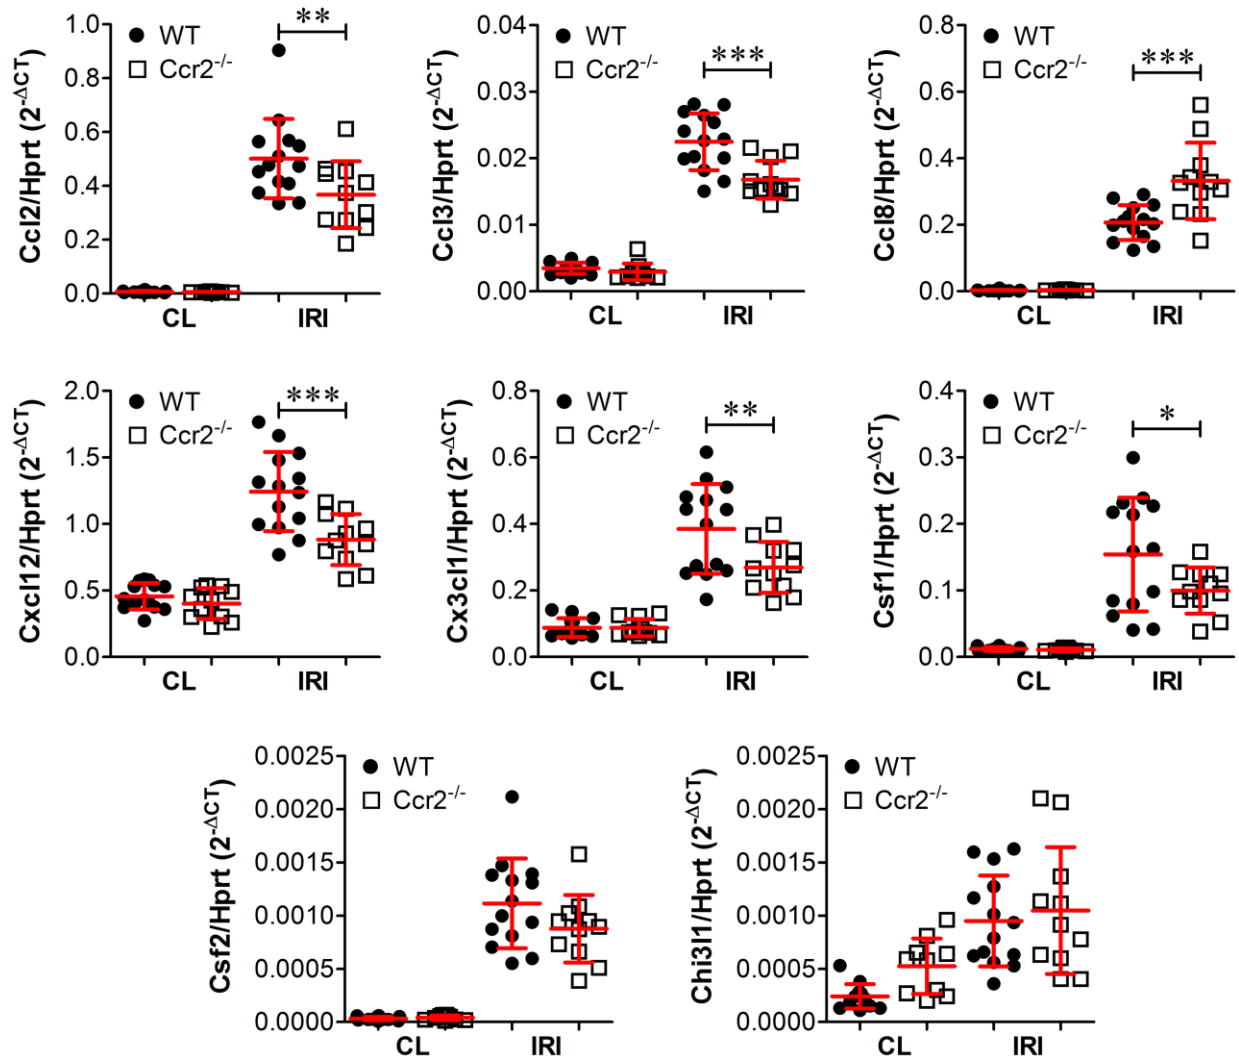 Ccl2/Hprt (2^-ΔCT)
1.0
0.8
0.6
0.4
0.2
0.0
WT
Ccr2-/-
**
CL
IRI
Ccl3/Hprt (2^-ΔCT)
0.04
0.03
0.02
0.01
0.00
WT
Ccr2-/-
***
CL
IRI
Ccl8/Hprt (2^-ΔCT)
0.8
0.6
0.4
0.2
0.0
WT
Ccr2-/-
***
CL
IRI
Cxcl12/Hprt (2^-ΔCT)
2.0
1.5
1.0
0.5
0.0
WT
Ccr2-/-
***
CL
IRI
Cx3cl1/Hprt (2^-ΔCT)
0.8
0.6
0.4
0.2
0.0
WT
Ccr2-/-
**
CL
IRI
Csf1/Hprt (2^-ΔCT)
0.4
0.3
0.2
0.1
0.0
WT
Ccr2-/-
*
CL
IRI
Csf2/Hprt (2^-ΔCT)
0.0025
0.0020
0.0015
0.0010
0.0005
0.0000
WT
Ccr2-/-
CL
IRI
Chi3l1/Hprt (2^-ΔCT)
0.0025
0.0020
0.0015
0.0010
0.0005
0.0000
WT
Ccr2-/-
CL
IRI